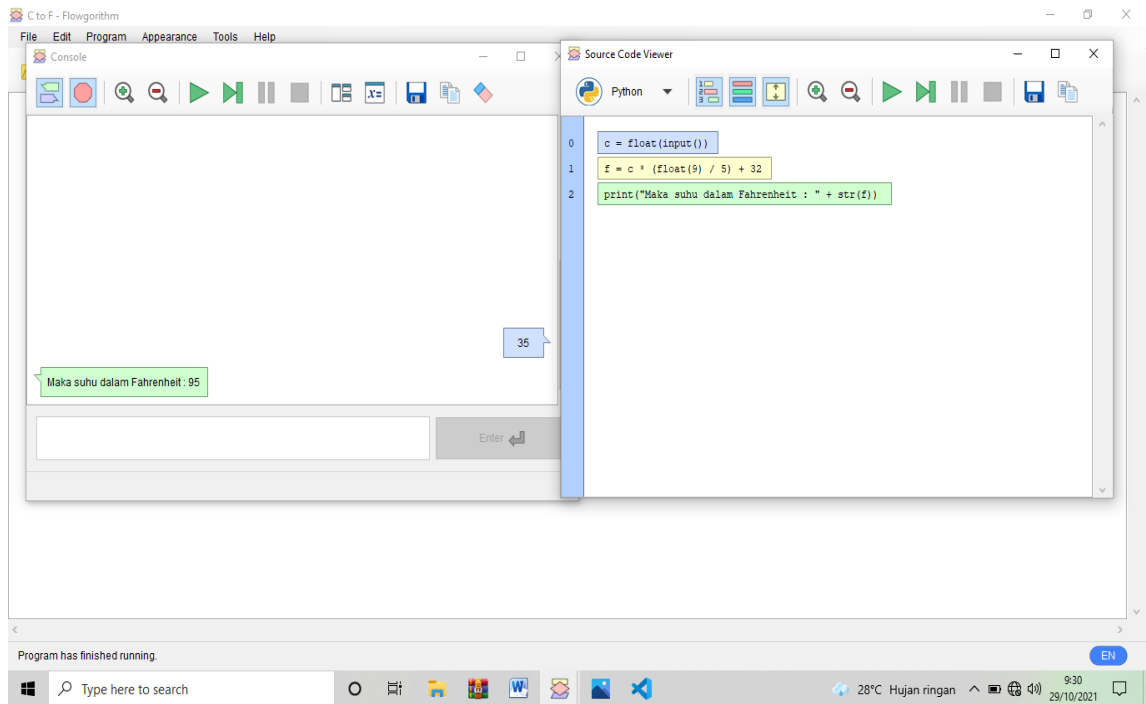 C to F - Flowgorithm
File Edit Program Appearance Tools Help
Console
35
Maka suhu dalam Fahrenheit : 95
Enter
Source Code Viewer
Python
0 c = float(input())
1 f = c * (float(9) / 5) + 32
2 print("Maka suhu dalam Fahrenheit : " + str(f))
Program has finished running.
EN
Type here to search
28°C Hujan ringan
9:30
29/10/2021